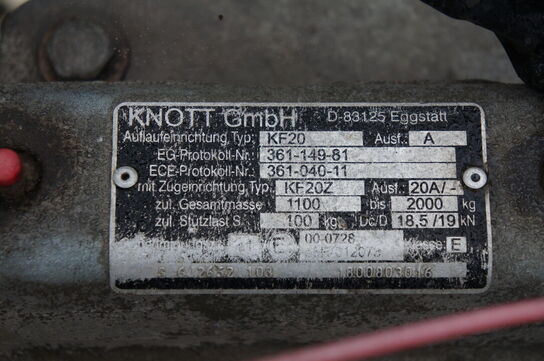 KNOTT GmbH D-83125 Eggstätt
Auflaufeinrichtung, Typ: KF20 Ausf.: A
EG-Protokoll-Nr.: 361-149-81
ECE-Protokoll-Nr.: 361-040-11
mit Zugeinrichtung, Typ: KF20Z Ausf.: 20A/-
zul. Gesamtmasse 1100 bis 2000 kg
zul. Stützlast S 100 kg Dc/D 18,5/19 kN
00-0728 Klasse: E
800803016